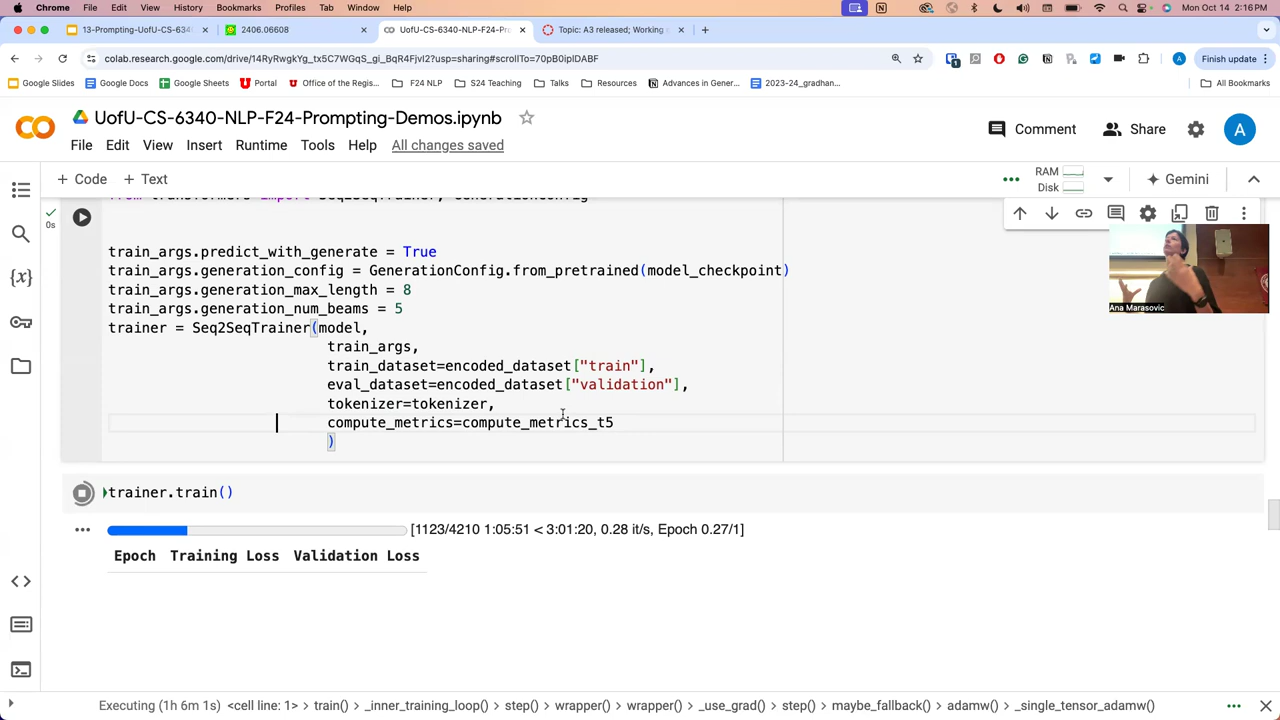 Chrome File Edit View History Bookmarks Profiles Tab Window Help Mon Oct 14 2:16 PM
13-Prompting-UofU-CS-634 2406.06608 UofU-CS-6340-NLP-F24-Pro Topic: A3 released; Working
colab.research.google.com/drive/ Finish update
Google Slides Google Docs Google Sheets Portal Office of the Regist... F24 NLP S24 Teaching Talks Resources Advances in Gener... 2023-24_gradhan... All Bookmarks
UofU-CS-6340-NLP-F24-Prompting-Demos.ipynb
Comment Share A
File Edit View Insert Runtime Tools Help All changes saved
+ Code + Text RAM Disk Gemini
from transformers import Seq2SeqTrainer, GenerationConfig
0s
train_args.predict_with_generate = True
train_args.generation_config = GenerationConfig.from_pretrained(model_checkpoint)
train_args.generation_max_length = 8
train_args.generation_num_beams = 5
trainer = Seq2SeqTrainer(model,
train_args,
train_dataset=encoded_dataset["train"],
eval_dataset=encoded_dataset["validation"],
tokenizer=tokenizer,
compute_metrics=compute_metrics_t5
)
Ana Marasovic
trainer.train()
[1123/4210 1:05:51 < 3:01:20, 0.28 it/s, Epoch 0.27/1]
Epoch Training Loss Validation Loss
Executing (1h 6m 1s) <cell line: 1> > train() > _inner_training_loop() > step() > wrapper() > wrapper() > _use_grad() > step() > maybe_fallback() > adamw() > _single_tensor_adamw()